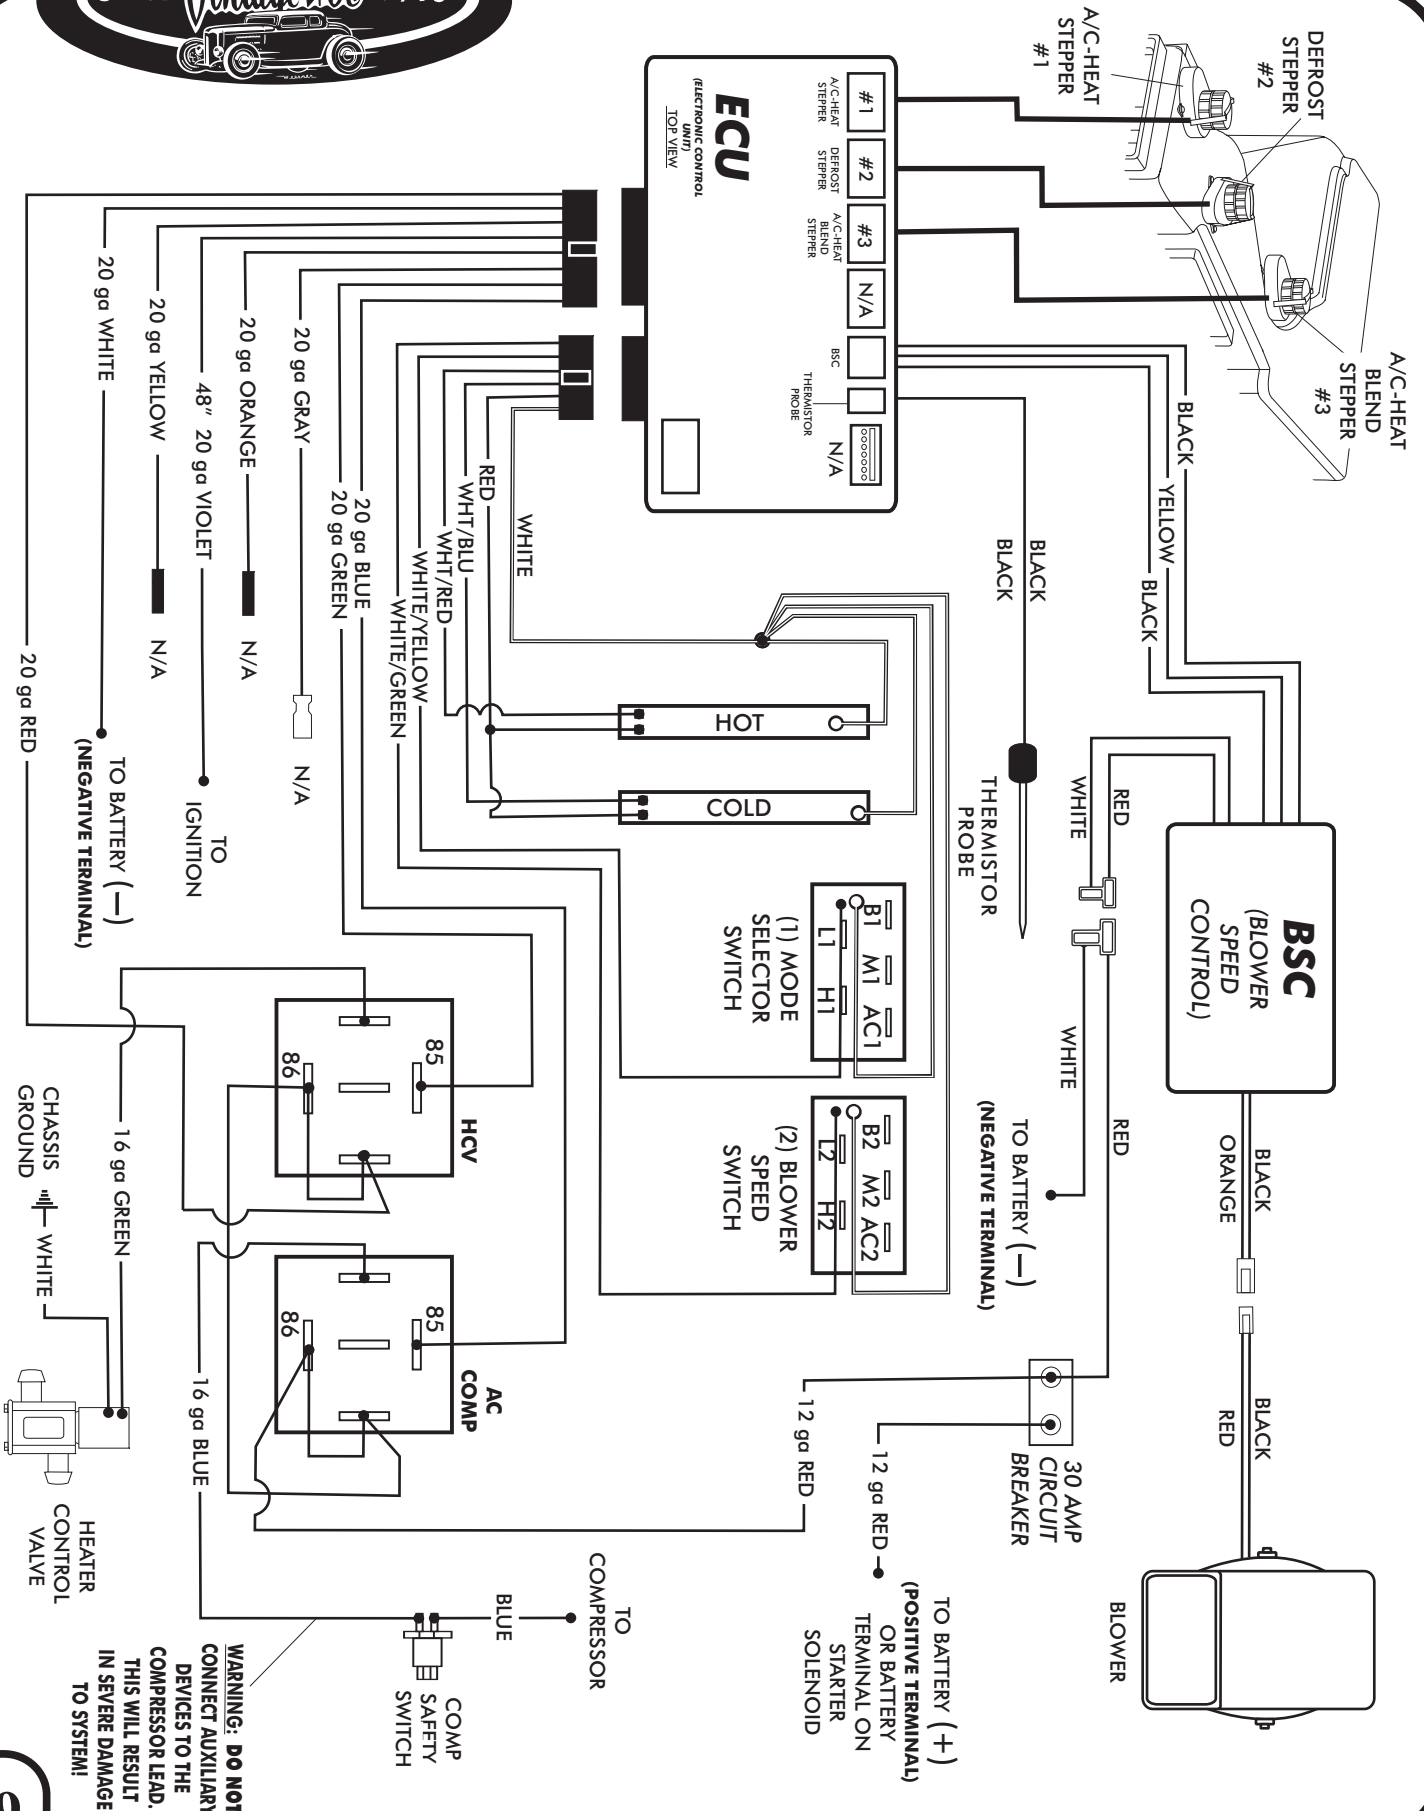 Vintage Air
DEFROST
STEPPER
#2
A/C-HEAT
STEPPER
#1
A/C-HEAT
BLEND
STEPPER
#3
ECU
(ELECTRONIC CONTROL
UNIT)
TOP VIEW
#1
A/C-HEAT
STEPPER
#2
DEFROST
STEPPER
#3
A/C-HEAT
BLEND
STEPPER
N/A
BSC
THERMISTOR
PROBE
N/A
BLACK
YELLOW
BLACK
BLACK
BLACK
THERMISTOR
PROBE
BSC
(BLOWER
SPEED
CONTROL)
RED
WHITE
WHITE
RED
TO BATTERY (—)
(NEGATIVE TERMINAL)
BLACK
ORANGE
BLACK
RED
BLOWER
30 AMP
CIRCUIT
BREAKER
12 ga RED
12 ga RED
TO BATTERY (+)
(POSITIVE TERMINAL)
OR BATTERY
TERMINAL ON
STARTER
SOLENOID
WHITE
RED
WHT/BLU
WHT/RED
WHITE/YELLOW
WHITE/GREEN
HOT
COLD
B1 M1 AC1
L1 H1
(1) MODE
SELECTOR
SWITCH
B2 M2 AC2
L2 H2
(2) BLOWER
SPEED
SWITCH
20 ga BLUE
20 ga GREEN
20 ga GRAY
N/A
20 ga ORANGE
N/A
48” 20 ga VIOLET
TO
IGNITION
20 ga YELLOW
N/A
20 ga WHITE
TO BATTERY (—)
(NEGATIVE TERMINAL)
20 ga RED
85
86
HCV
85
86
AC
COMP
16 ga GREEN
CHASSIS
GROUND
WHITE
HEATER
CONTROL
VALVE
16 ga BLUE
BLUE
TO
COMPRESSOR
COMP
SAFETY
SWITCH
WARNING: DO NOT
CONNECT AUXILIARY
DEVICES TO THE
COMPRESSOR LEAD.
THIS WILL RESULT
IN SEVERE DAMAGE
TO SYSTEM!